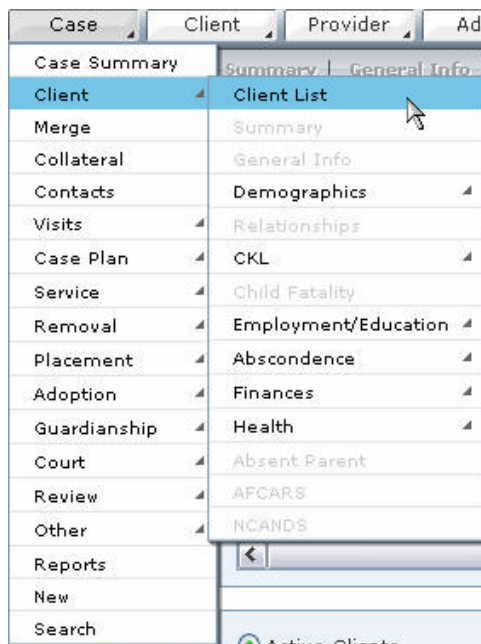 Case Client Provider Ad
Case Summary
Summary | General Info
Client
Client List
Merge
Summary
Collateral
General Info
Contacts
Demographics
Visits
Relationships
Case Plan
CKL
Service
Child Fatality
Removal
Employment/Education
Placement
Abscondence
Adoption
Finances
Guardianship
Health
Court
Absent Parent
Review
AFCARS
Other
NCANDS
Reports
New
Search
Active Clients